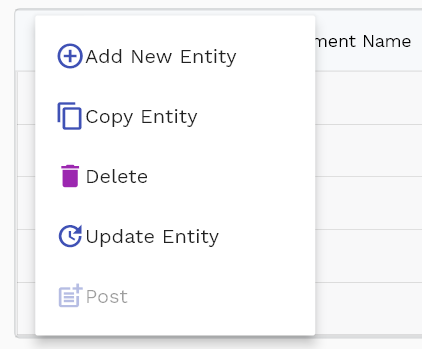 ment Name
Add New Entity
Copy Entity
Delete
Update Entity
Post